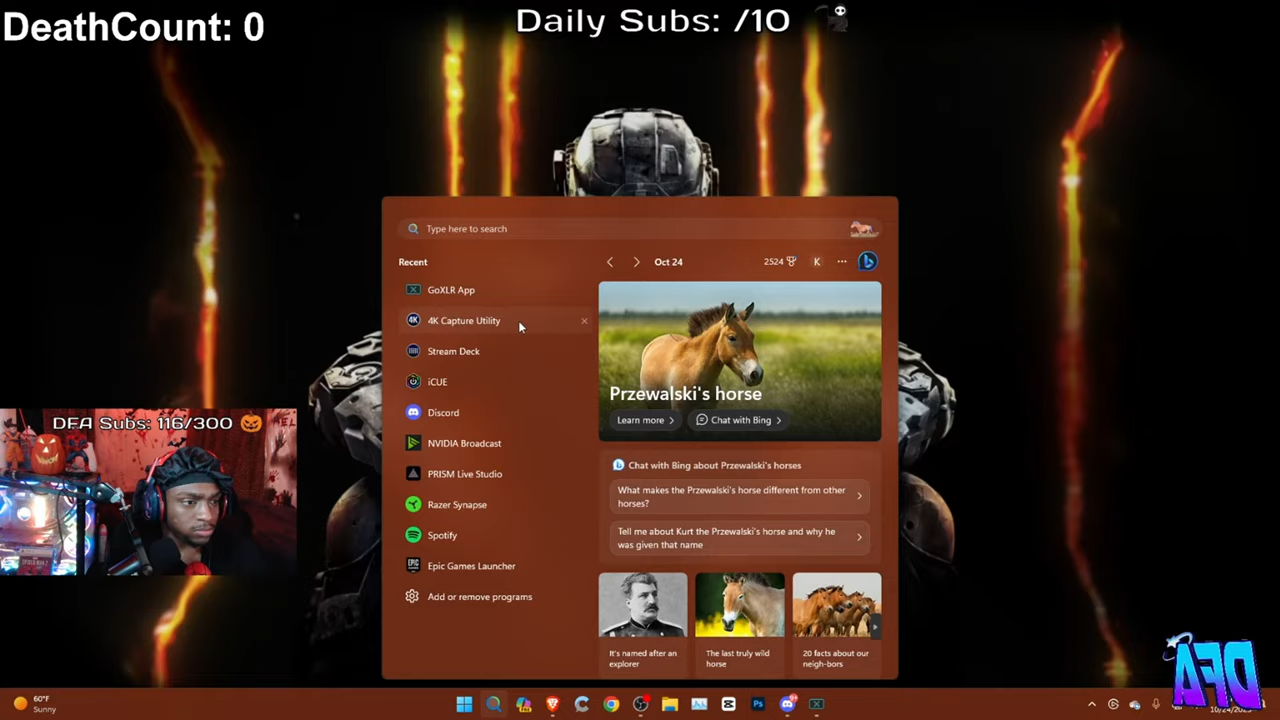 DeathCount: 0
Daily Subs: /10
Type here to search
Recent
Oct 24
2524
K
GoXLR App
4K Capture Utility
Stream Deck
iCUE
Discord
NVIDIA Broadcast
PRISM Live Studio
Razer Synapse
Spotify
Epic Games Launcher
Add or remove programs
Przewalski's horse
Learn more
Chat with Bing
Chat with Bing about Przewalski's horses
What makes the Przewalski's horse different from other
horses?
Tell me about Kurt the Przewalski's horse and why he
was given that name
It's named after an
explorer
The last truly wild
horse
20 facts about our
neigh-bors
DFA Subs: 116/300
60°F
Sunny
Ps
DFA